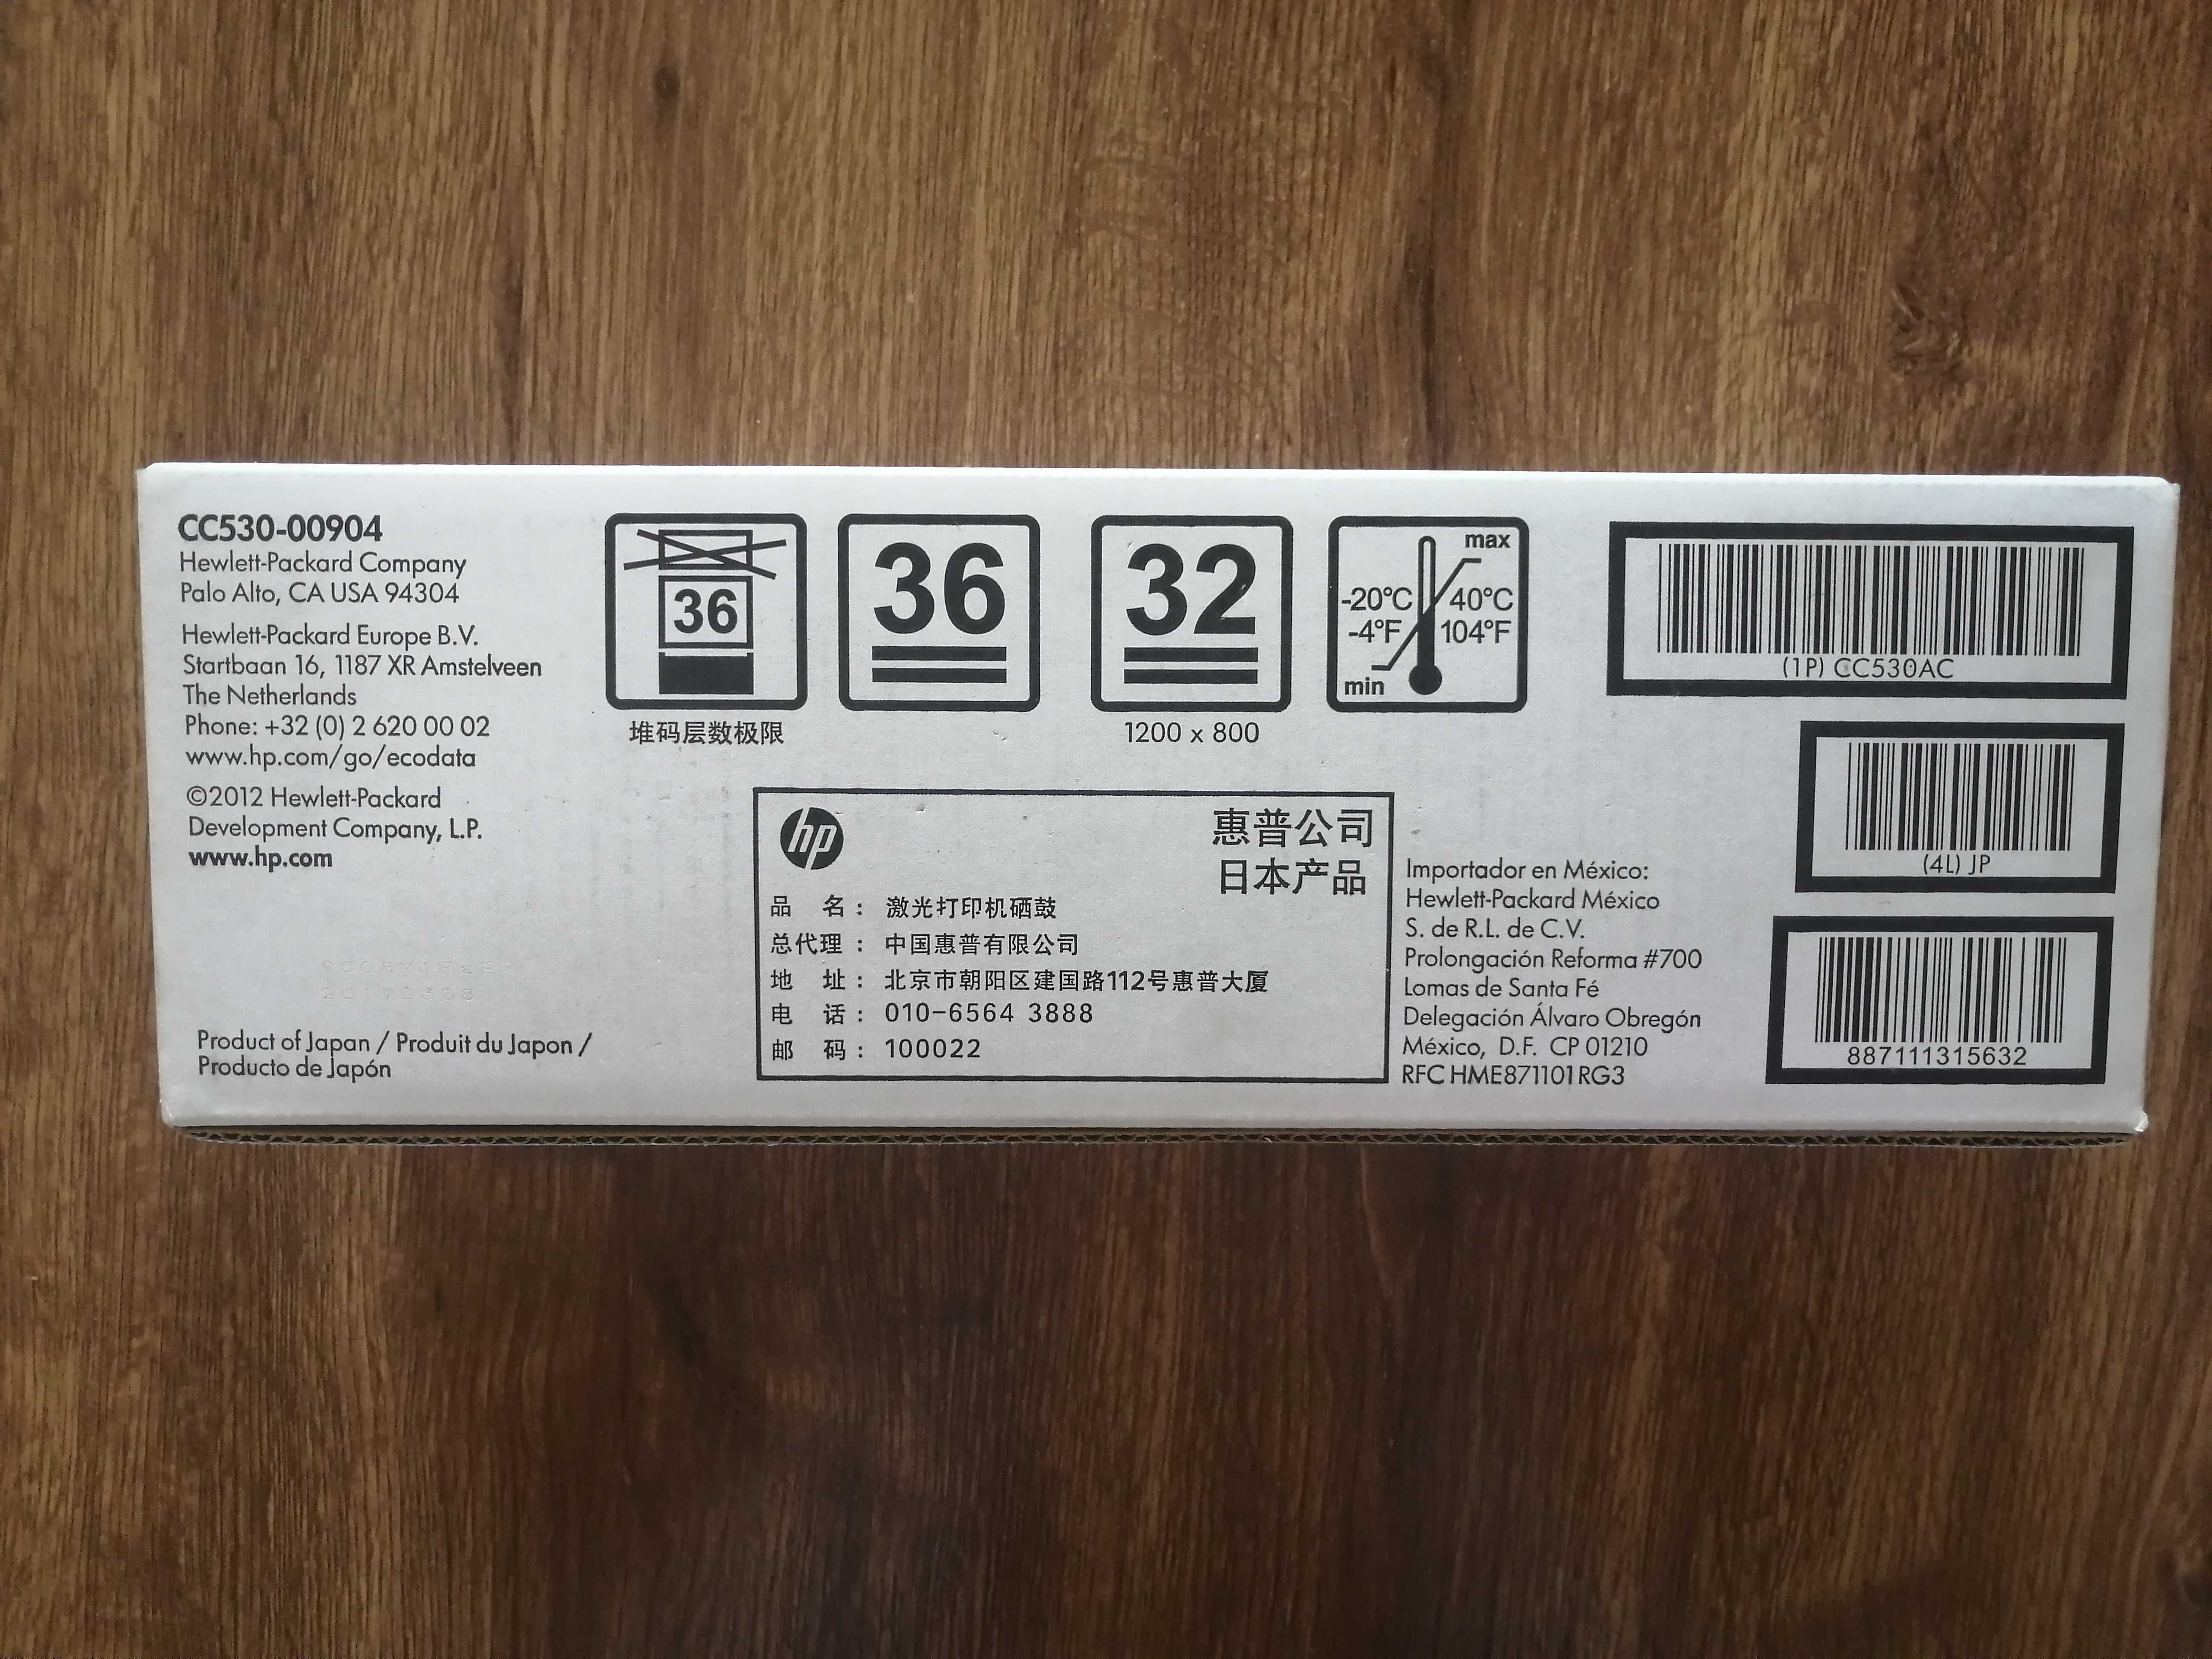 CC530-00904
Hewlett-Packard Company
Palo Alto, CA USA 94304
Hewlett-Packard Europe B.V.
Startbaan 16, 1187 XR Amstelveen
The Netherlands
Phone: +32 (0) 2 620 00 02
www.hp.com/go/ecodata
©2012 Hewlett-Packard
Development Company, L.P.
www.hp.com
Product of Japan / Produit du Japon /
Producto de Japón
36
堆码层数极限
36
32
1200 x 800
max
-20°C 40°C
-4°F 104°F
min
(1P) CC530AC
(4L) JP
887111315632
hp
惠普公司
日本产品
品 名： 激光打印机硒鼓
总代理： 中国惠普有限公司
地 址： 北京市朝阳区建国路112号惠普大厦
电 话： 010-6564 3888
邮 码： 100022
Importador en México:
Hewlett-Packard México
S. de R.L. de C.V.
Prolongación Reforma #700
Lomas de Santa Fé
Delegación Álvaro Obregón
México, D.F. CP 01210
RFC HME871101RG3